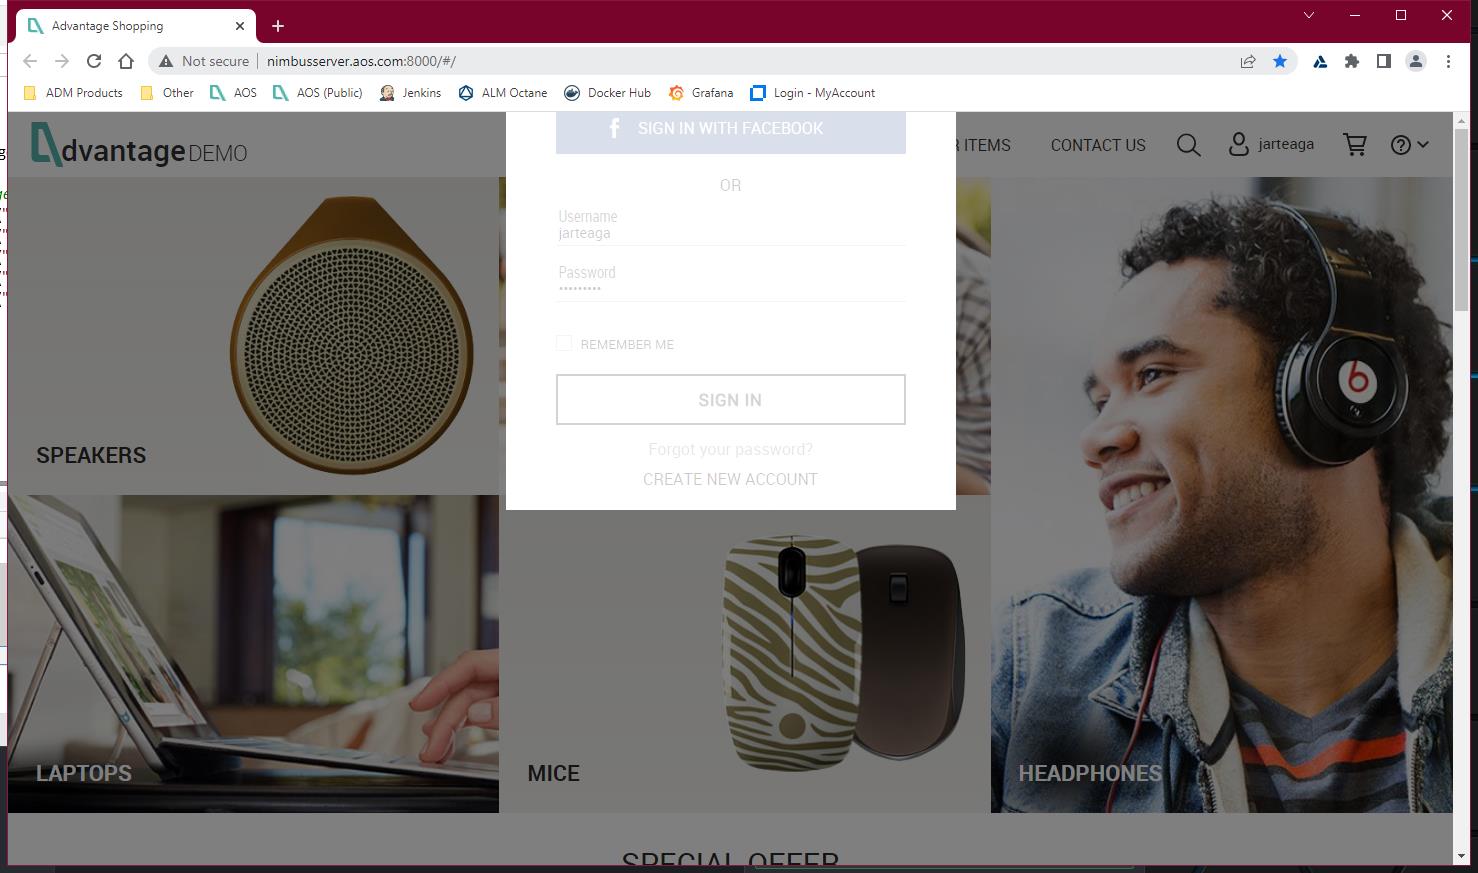 Advantage Shopping
Not secure
nimbusserver.aos.com:8000/#/
ADM Products
Other
AOS
AOS (Public)
Jenkins
ALM Octane
Docker Hub
Grafana
Login - MyAccount
dvantage DEMO
SIGN IN WITH FACEBOOK
ITEMS
CONTACT US
jarteaga
OR
Username
jarteaga
Password
•••••••••
REMEMBER ME
SIGN IN
Forgot your password?
CREATE NEW ACCOUNT
SPEAKERS
LAPTOPS
MICE
HEADPHONES
SPECIAL OFFER